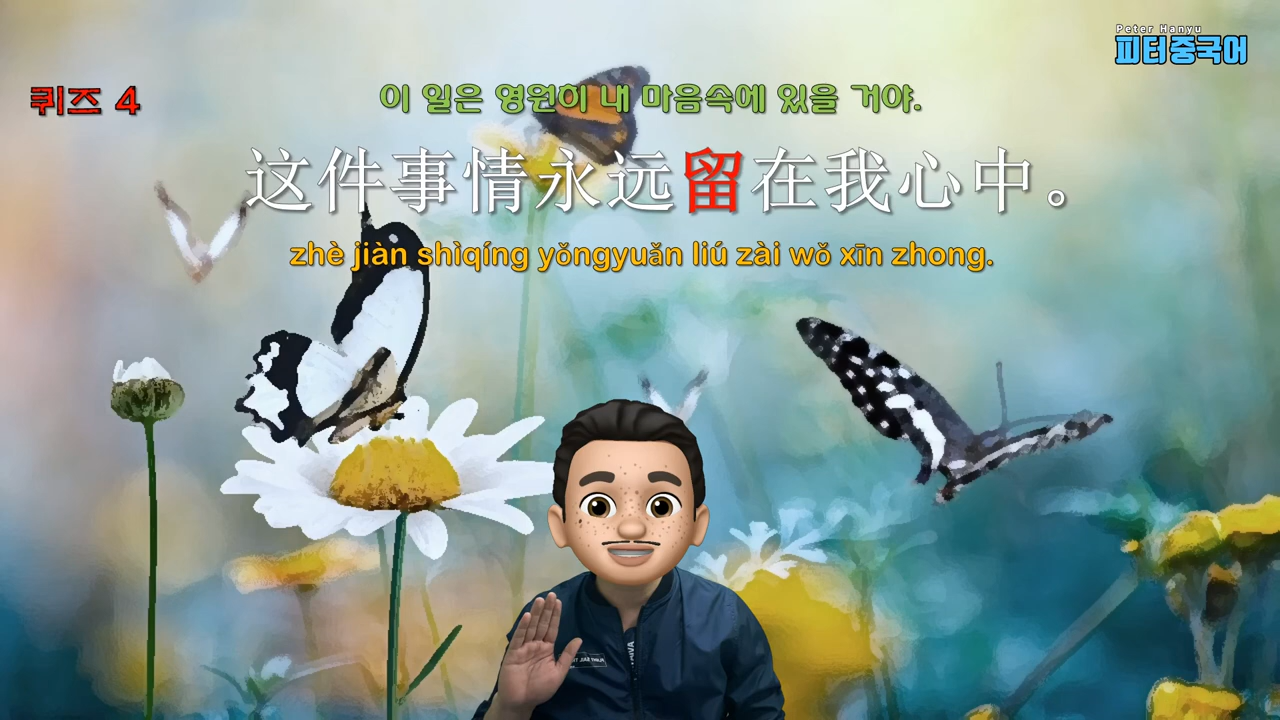 Peter Hanyu
피터 중국어
퀴즈 4
이 일은 영원히 내 마음속에 있을 거야.
这件事情永远留在我心中。
zhè jiàn shìqíng yǒngyuǎn liú zài wǒ xīn zhong.